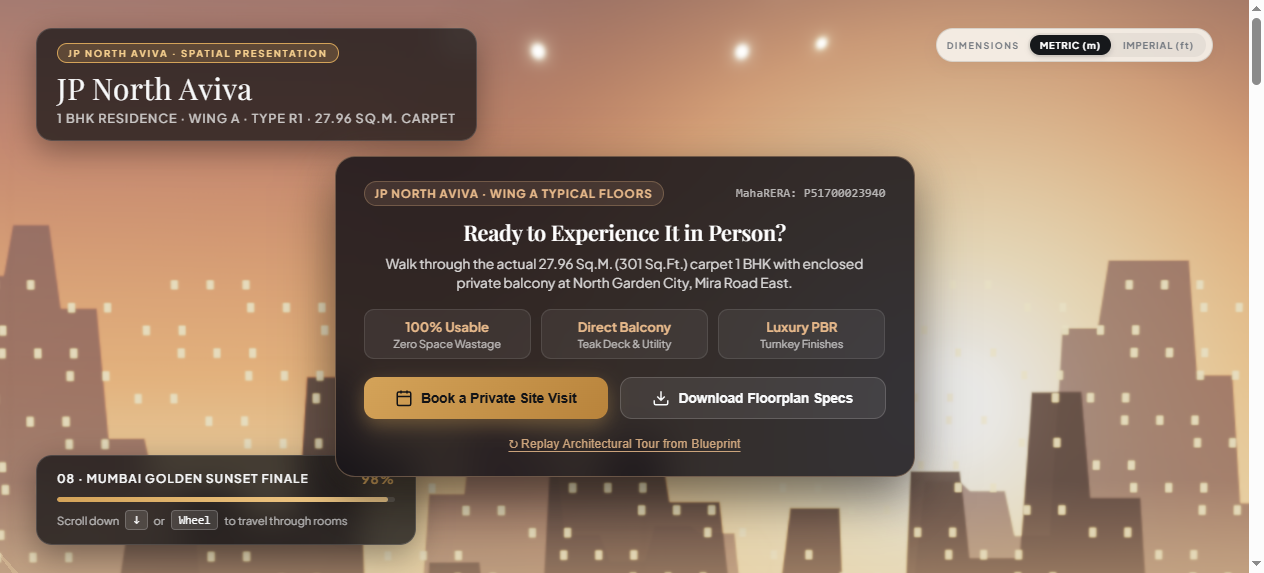 JP NORTH AVIVA · SPATIAL PRESENTATION
JP North Aviva
1 BHK RESIDENCE · WING A · TYPE R1 · 27.96 SQ.M. CARPET
DIMENSIONS METRIC (m) IMPERIAL (ft)
JP NORTH AVIVA · WING A TYPICAL FLOORS
MahaRERA: P51700023940
Ready to Experience It in Person?
Walk through the actual 27.96 Sq.M. (301 Sq.Ft.) carpet 1 BHK with enclosed
private balcony at North Garden City, Mira Road East.
100% Usable
Zero Space Wastage
Direct Balcony
Teak Deck & Utility
Luxury PBR
Turnkey Finishes
Book a Private Site Visit
Download Floorplan Specs
↻ Replay Architectural Tour from Blueprint
08 · MUMBAI GOLDEN SUNSET FINALE 98%
Scroll down ↓ or Wheel to travel through rooms